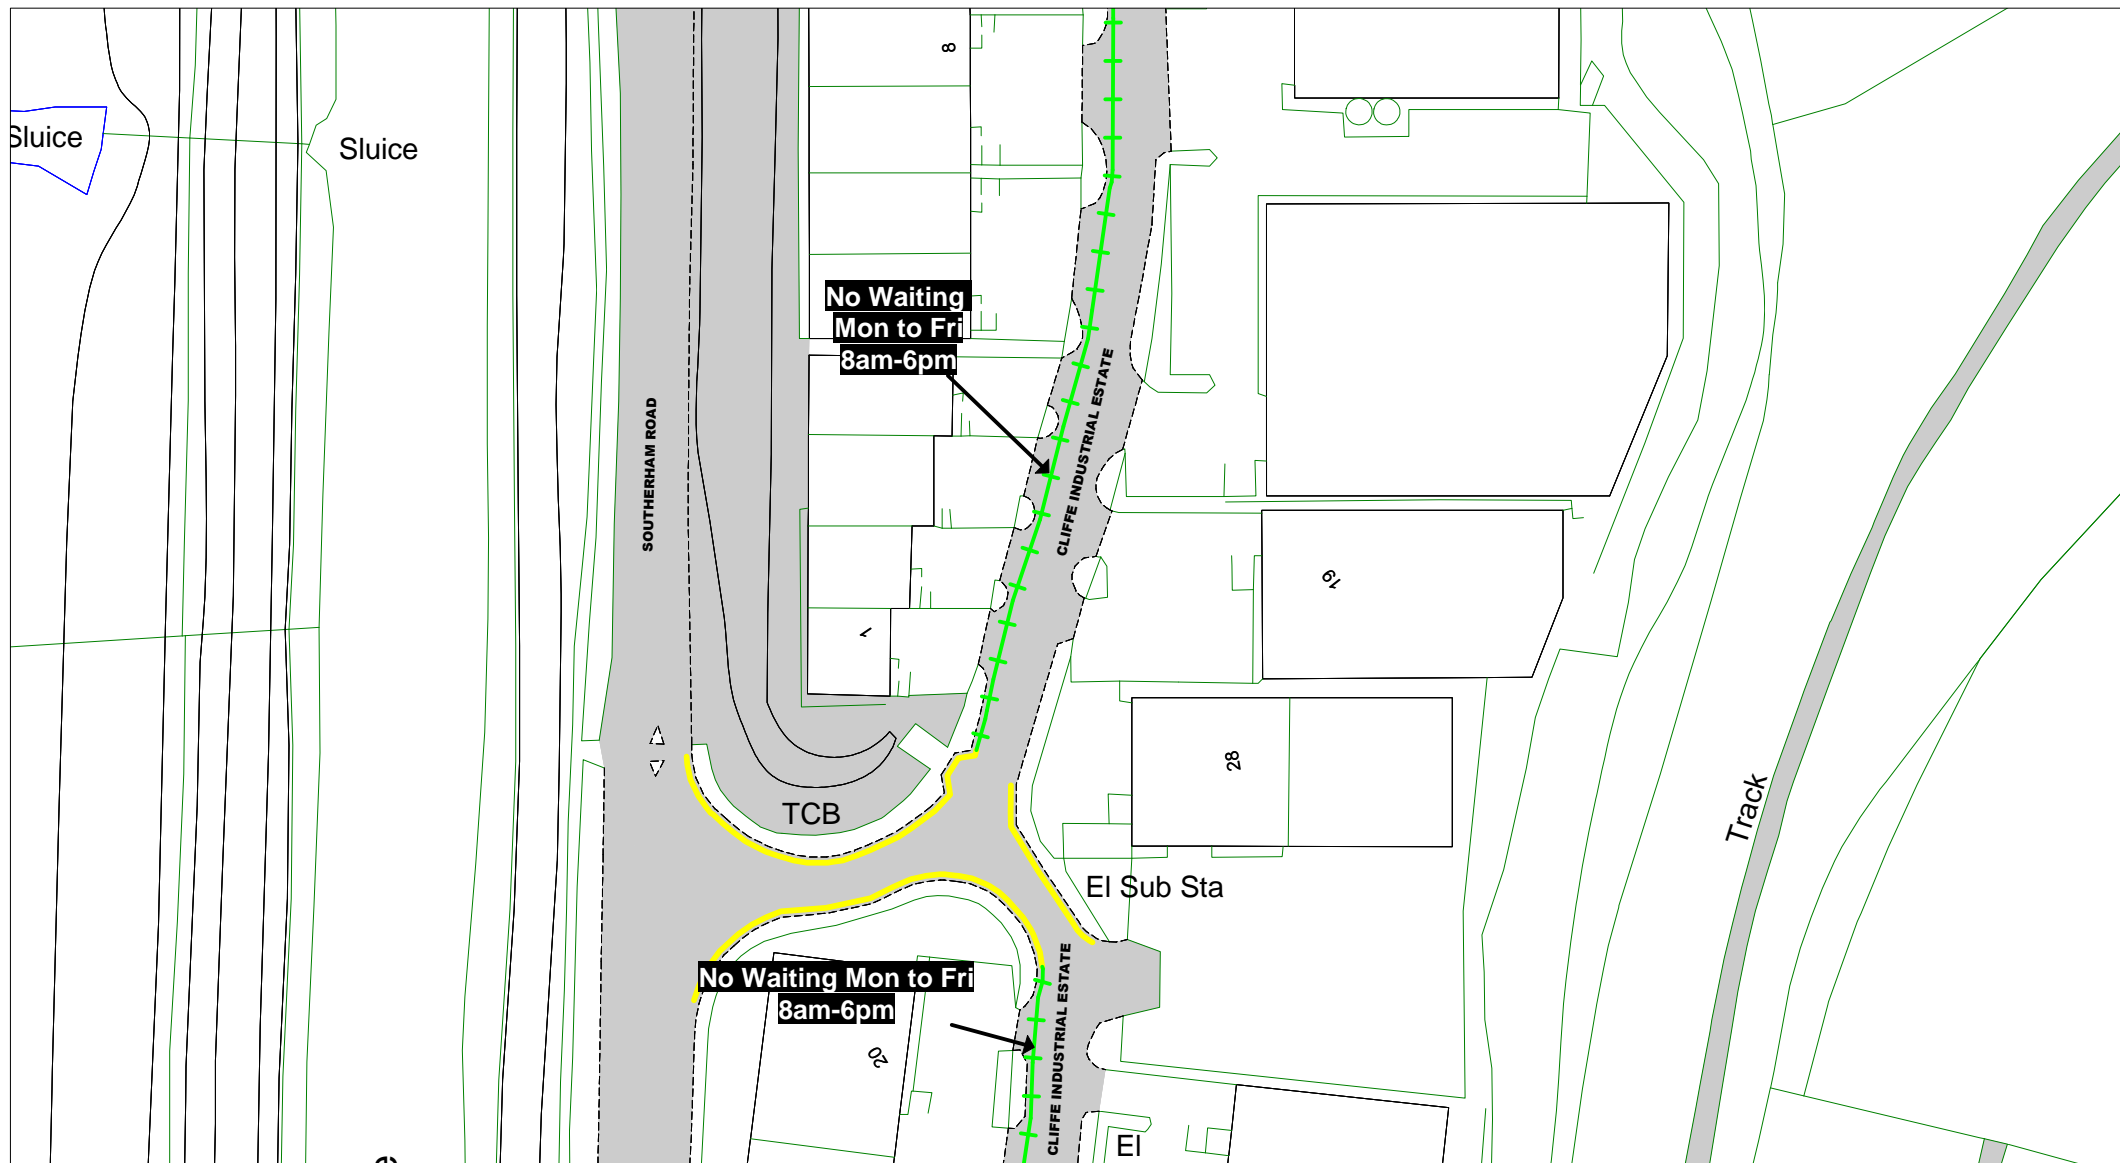 8
Sluice
Sluice
No Waiting
Mon to Fri
8am-6pm
CLIFFE INDUSTRIAL ESTATE
SOUTHERHAM ROAD
19
1
28
TCB
Track
El Sub Sta
No Waiting Mon to Fri
8am-6pm
CLIFFE INDUSTRIAL ESTATE
20
El